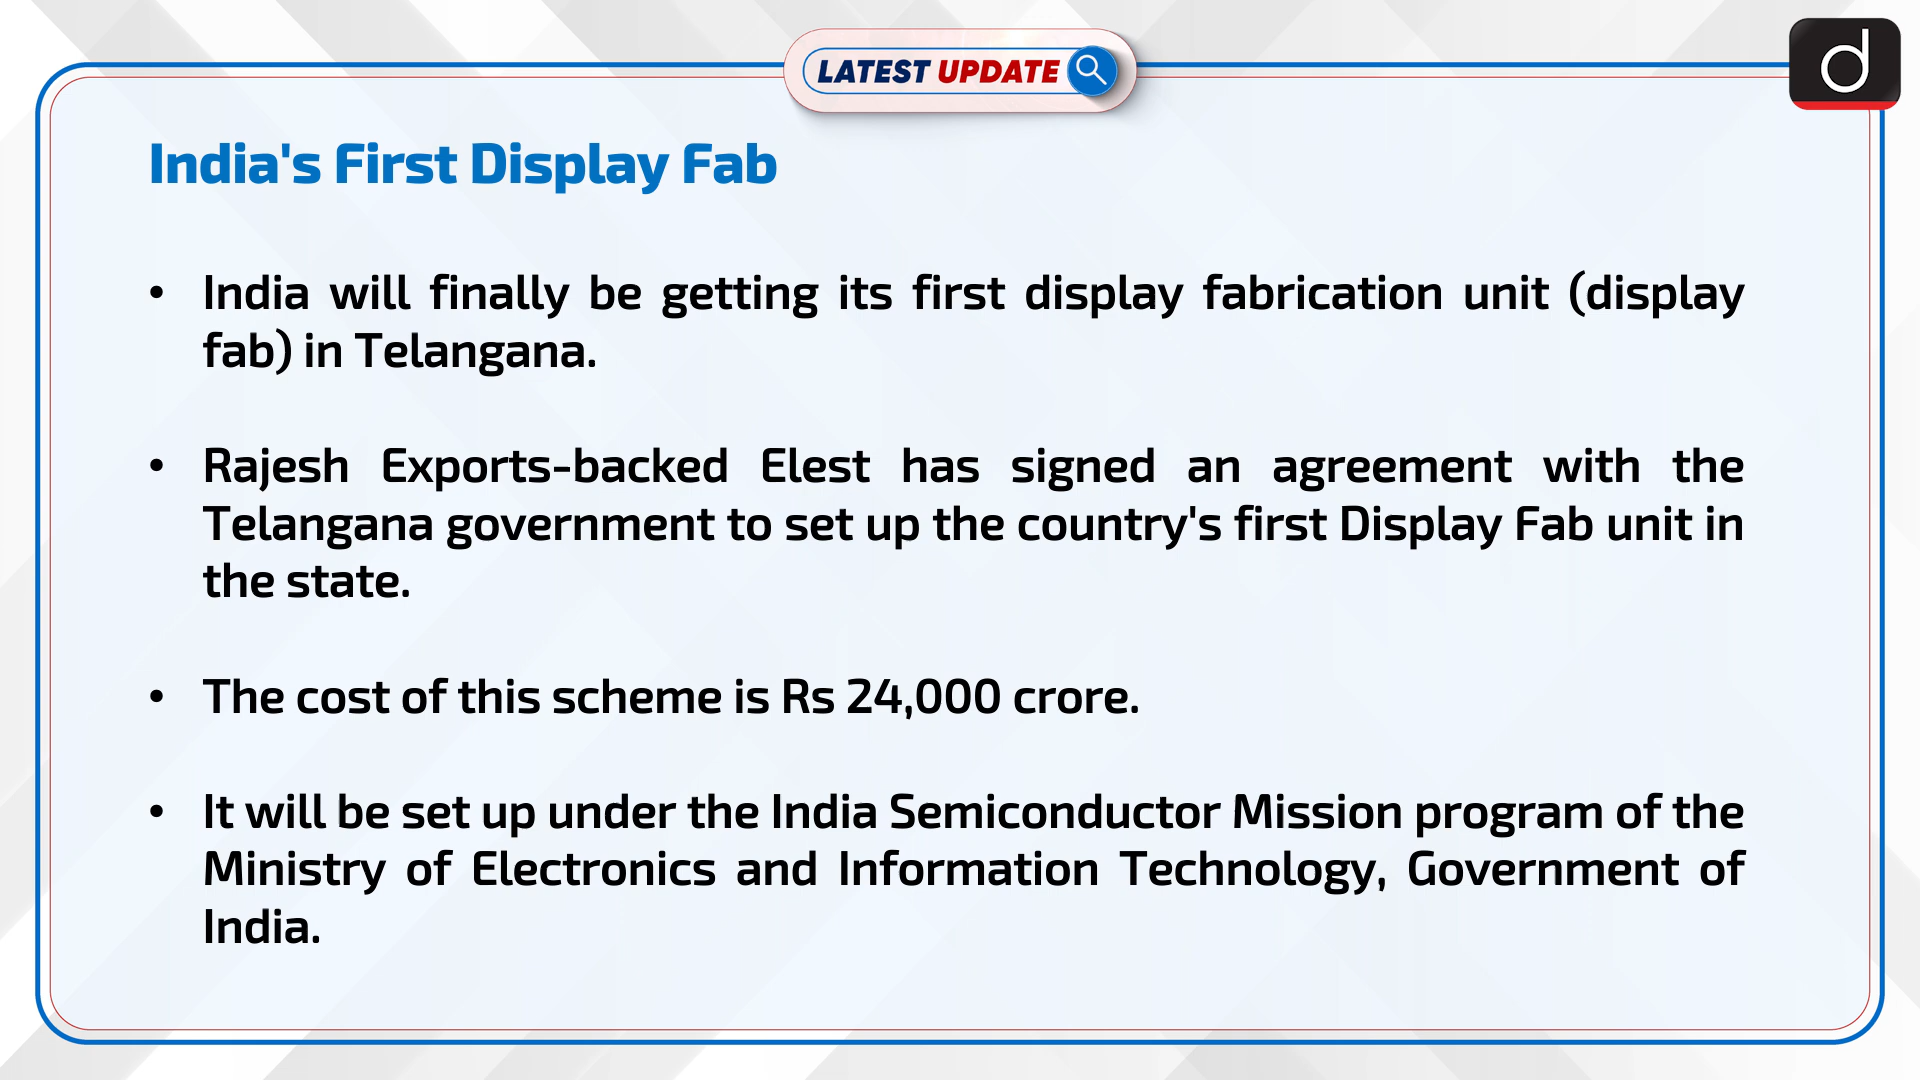 LATEST UPDATE
d
India's First Display Fab
• India will finally be getting its first display fabrication unit (display
fab) in Telangana.
• Rajesh Exports-backed Elest has signed an agreement with the
Telangana government to set up the country's first Display Fab unit in
the state.
• The cost of this scheme is Rs 24,000 crore.
• It will be set up under the India Semiconductor Mission program of the
Ministry of Electronics and Information Technology, Government of
India.